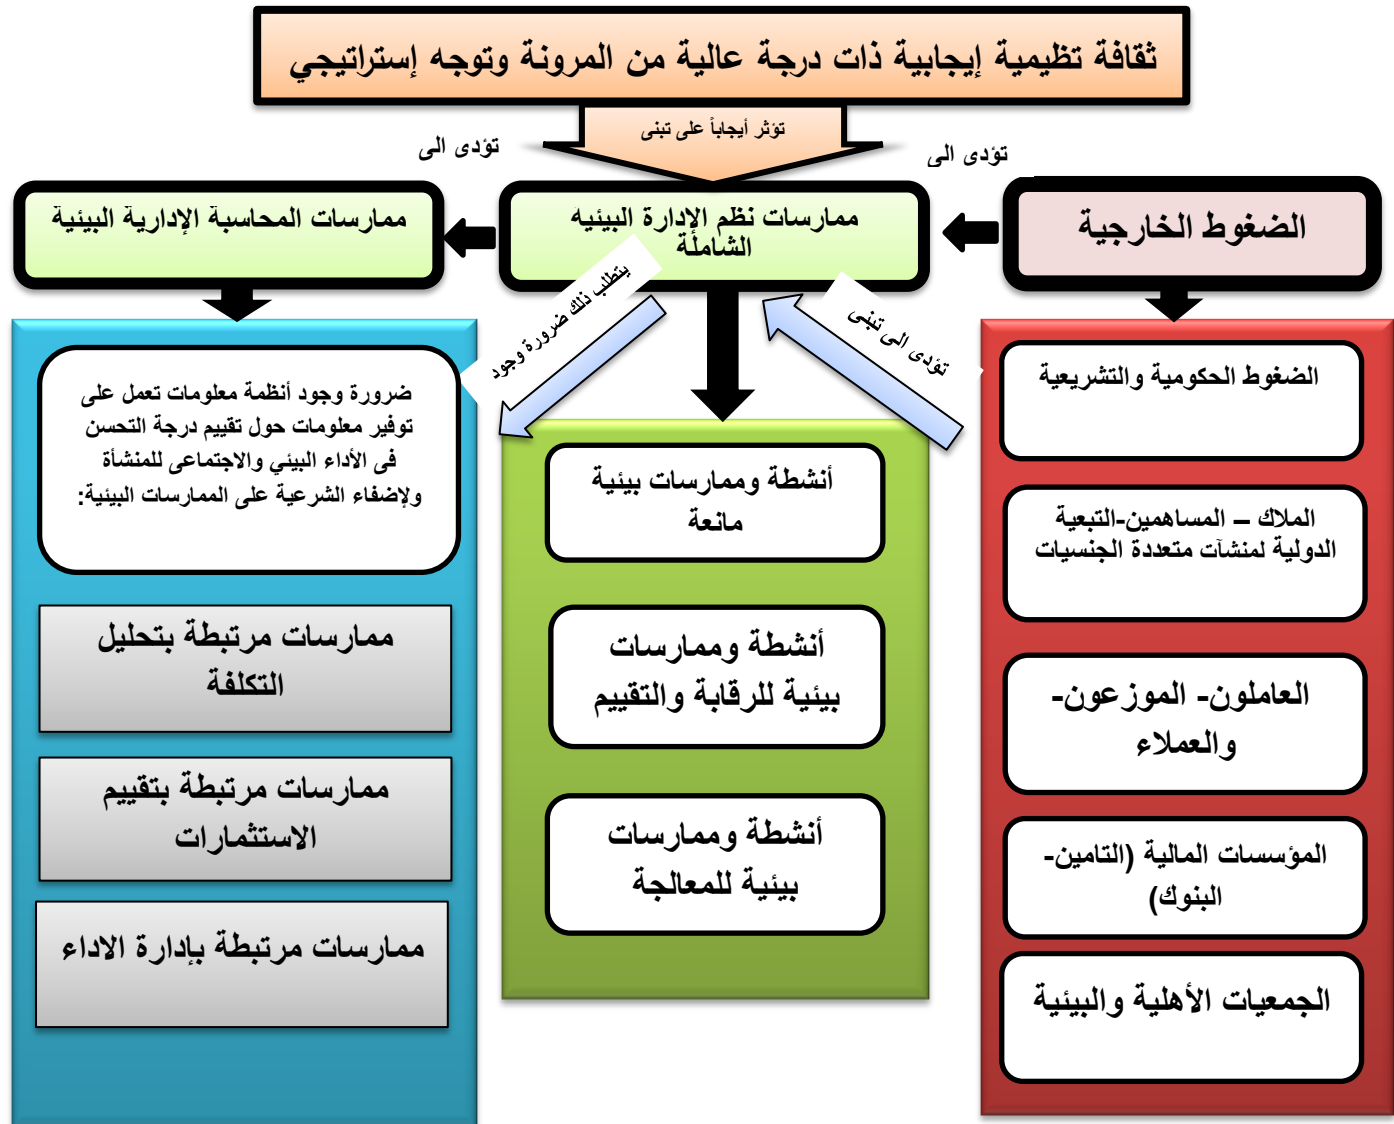 ثقافة تظيمية إيجابية ذات درجة عالية من المرونة وتوجه إستراتيجي
تؤثر أيجاباً على تبنى
تؤدى الى
تؤدى الى
الضغوط الخارجية
ممارسات نظم الإدارة البيئيه
الشاملة
ممارسات المحاسبة الإدارية البيئية
تؤدى الى تبنى
يتطلب ذلك ضرورة وجود
الضغوط الحكومية والتشريعية
الملاك – المساهمين-التبعية
الدولية لمنشآت متعددة الجنسيات
العاملون- الموزعون-
والعملاء
المؤسسات المالية (التامين-
البنوك)
الجمعيات الأهلية والبيئية
أنشطة وممارسات بيئية
مانعة
أنشطة وممارسات
بيئية للرقابة والتقييم
أنشطة وممارسات
بيئية للمعالجة
ضرورة وجود أنظمة معلومات تعمل على
توفير معلومات حول تقييم درجة التحسن
فى الأداء البيئي والاجتماعى للمنشأة
ولإضفاء الشرعية على الممارسات البيئية:
ممارسات مرتبطة بتحليل
التكلفة
ممارسات مرتبطة بتقييم
الاستثمارات
ممارسات مرتبطة بإدارة الاداء